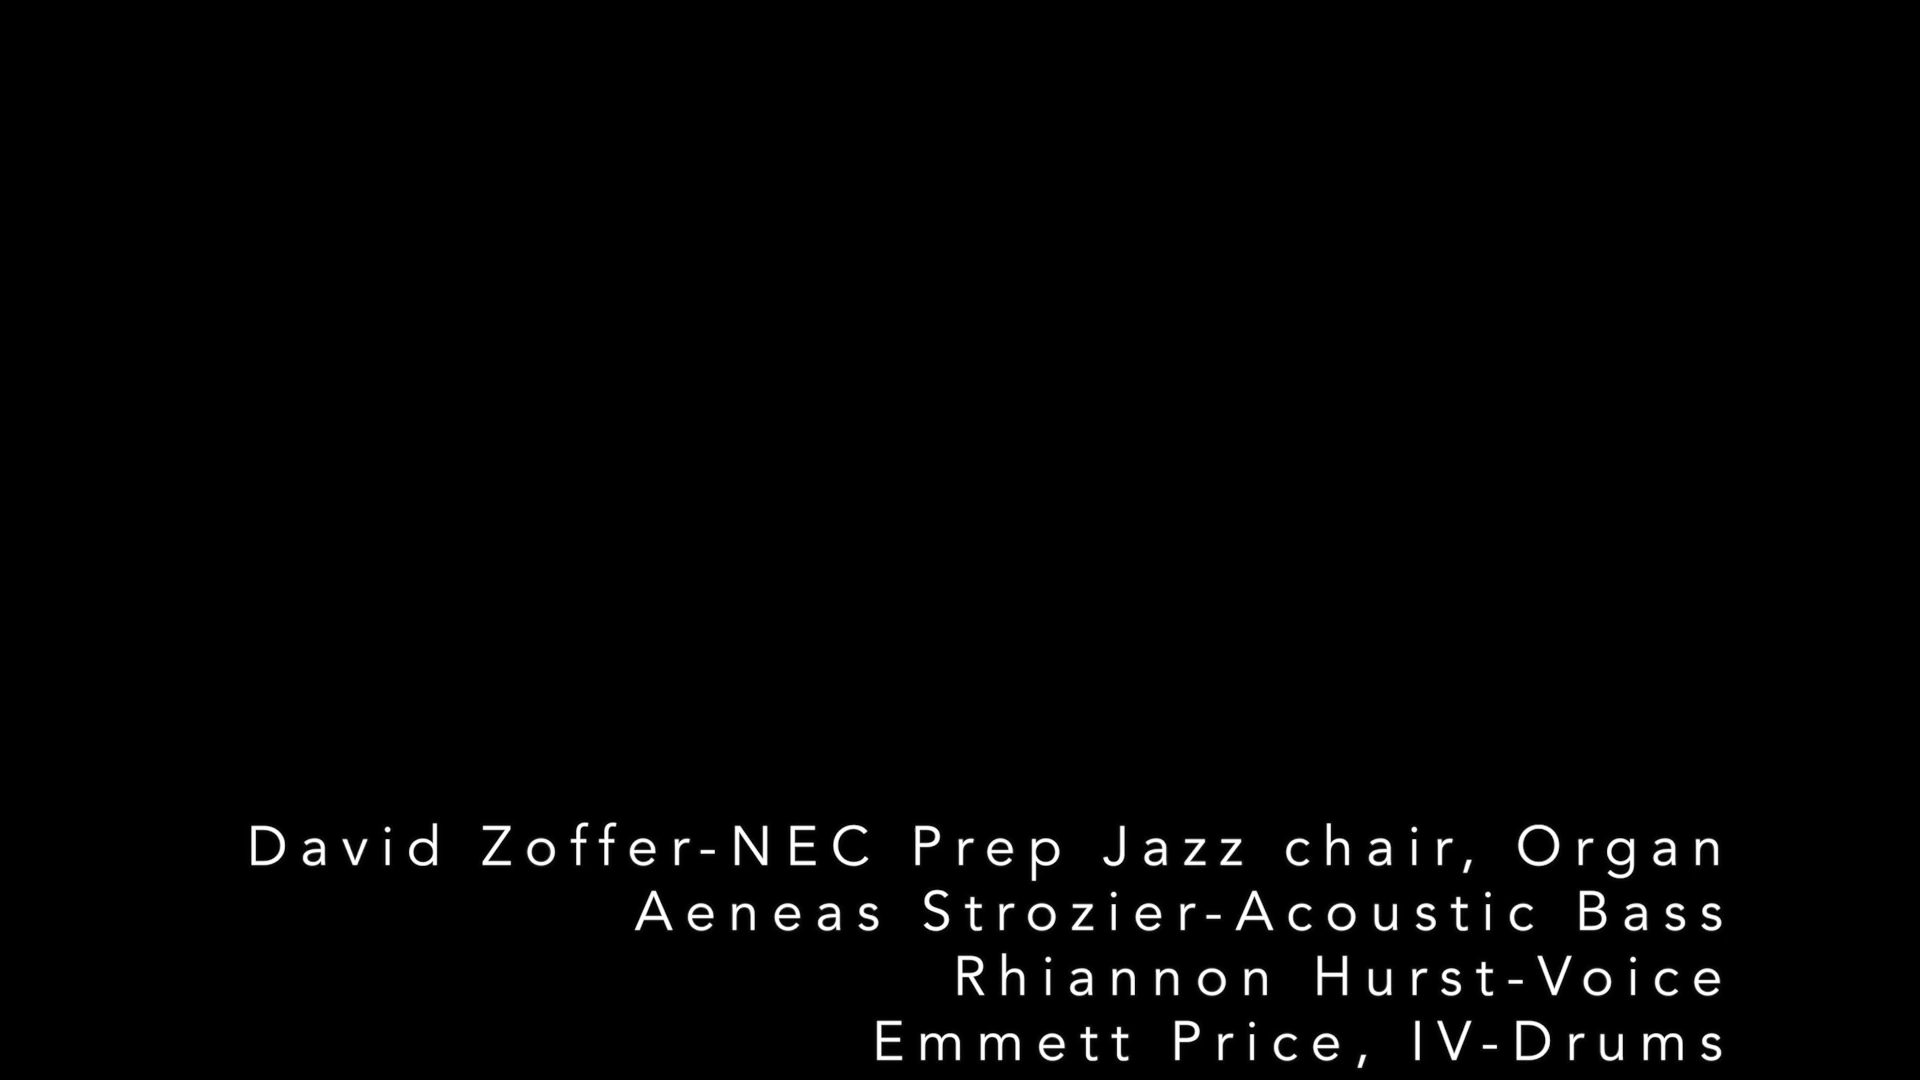 David Zoffer-NEC Prep Jazz chair, Organ
Aeneas Strozier-Acoustic Bass
Rhiannon Hurst-Voice
Emmett Price, IV-Drums